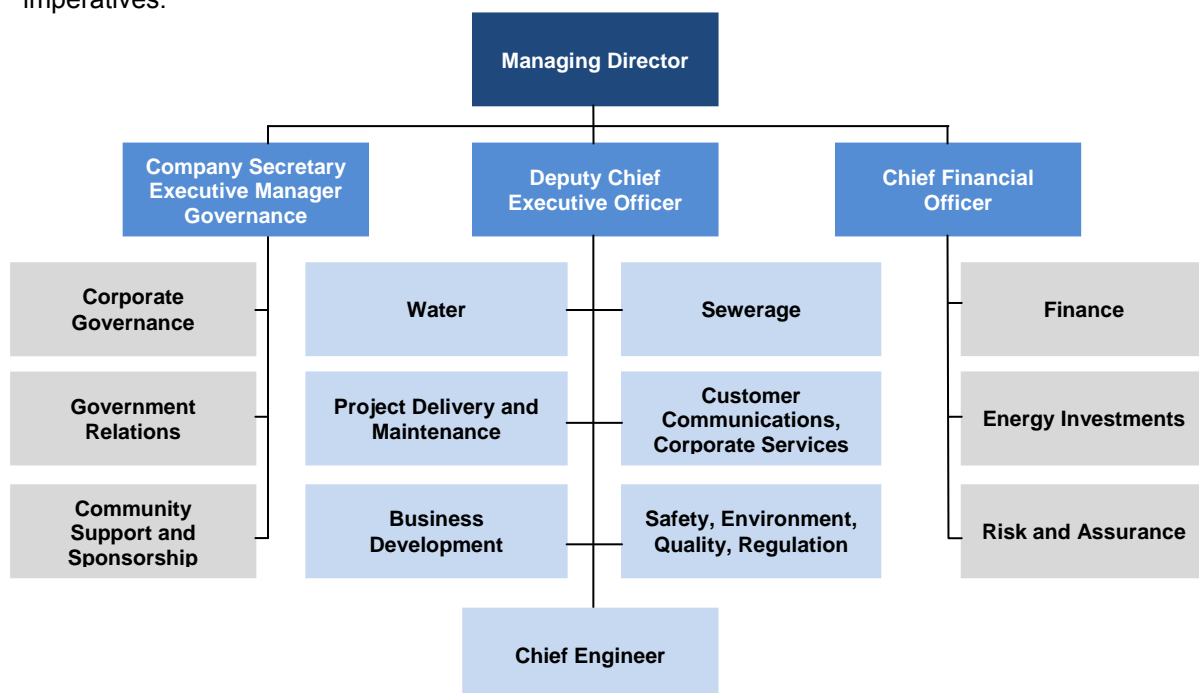 imperatives.
Managing Director
Company Secretary
Executive Manager
Governance
Deputy Chief
Executive Officer
Chief Financial
Officer
Corporate
Governance
Water
Sewerage
Finance
Government
Relations
Project Delivery and
Maintenance
Customer
Communications,
Corporate Services
Energy Investments
Community
Support and
Sponsorship
Business
Development
Safety, Environment,
Quality, Regulation
Risk and Assurance
Chief Engineer